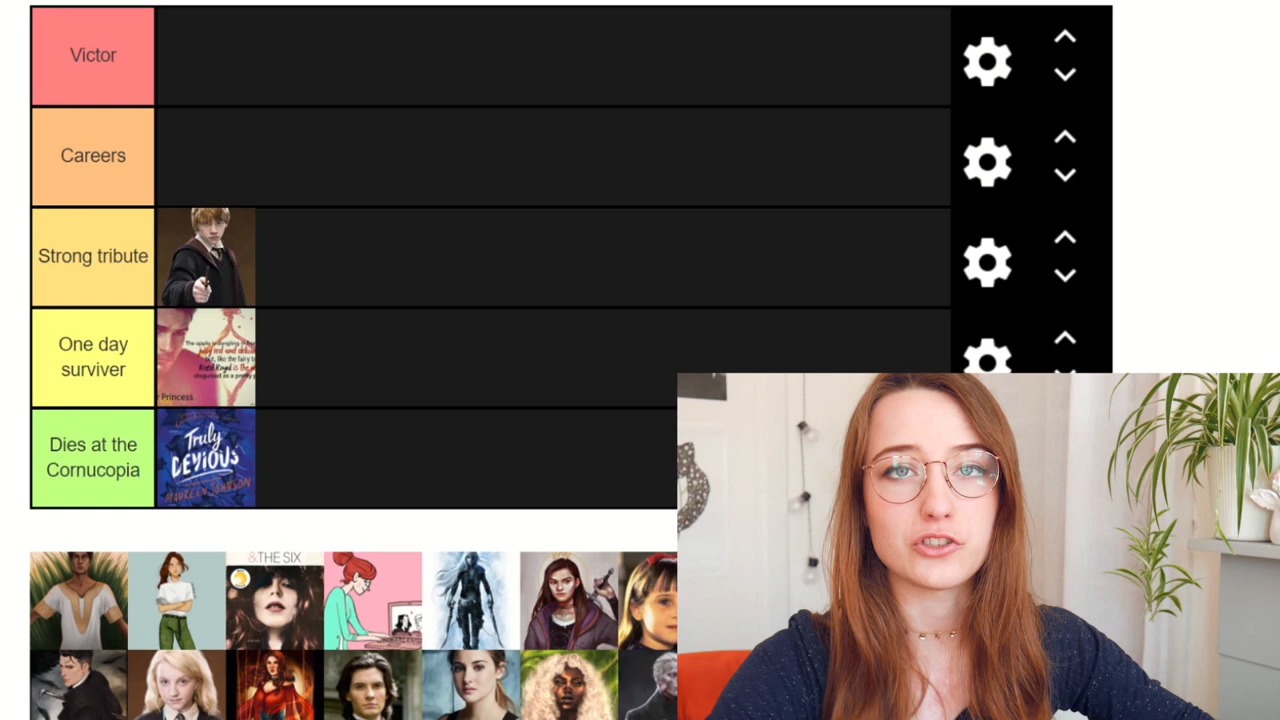 Victor
Careers
Strong tribute
One day
surviver
Dies at the
Cornucopia
Princess
Truly
DEVIOUS
MAUREEN JOHNSON
&THE SIX